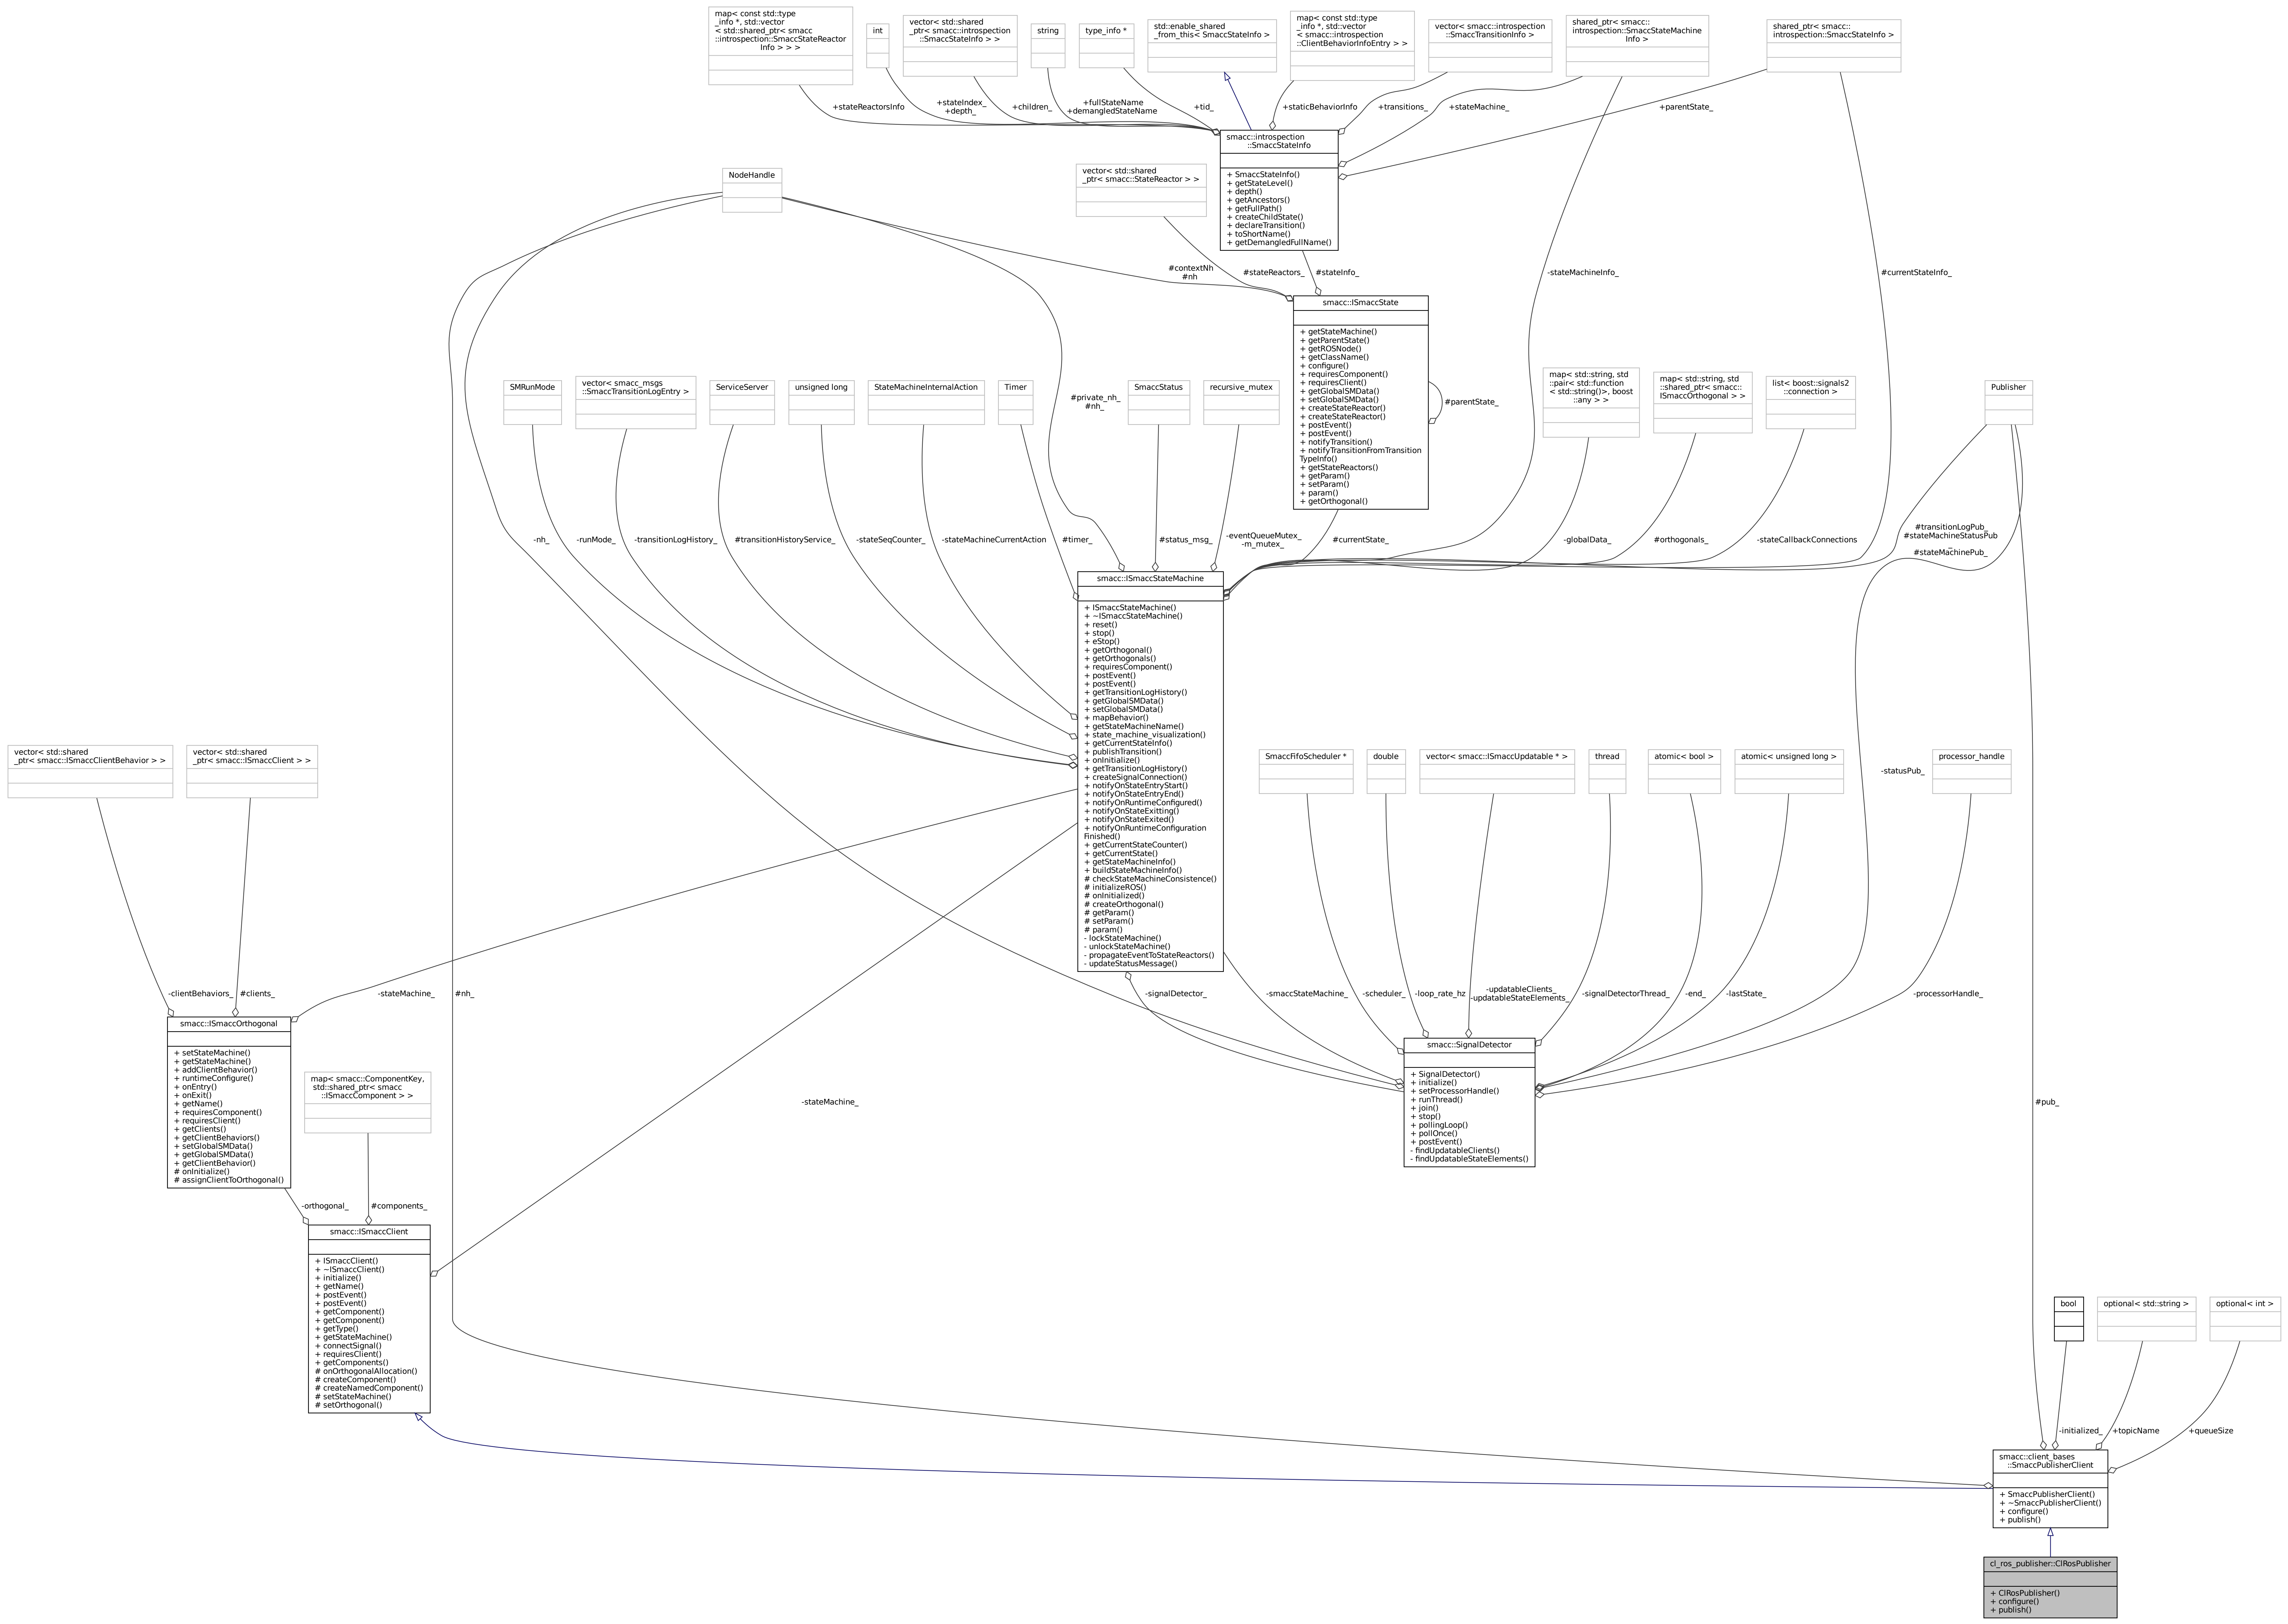 map< const std::type
_info *, std::vector
< std::shared_ptr< smacc
::introspection::SmaccStateReactor
Info > > >
int
vector< std::shared
_ptr< smacc::introspection
::SmaccStateInfo > >
string
type_info *
std::enable_shared
_from_this< SmaccStateInfo >
map< const std::type
_info *, std::vector
< smacc::introspection
::ClientBehaviorInfoEntry > >
vector< smacc::introspection
::SmaccTransitionInfo >
shared_ptr< smacc::
introspection::SmaccStateMachine
Info >
shared_ptr< smacc::
introspection::SmaccStateInfo >
+stateReactorsInfo
+stateIndex_
+depth_
+children_
+fullStateName
+demangledStateName
+tid_
+staticBehaviorInfo
+transitions_
+stateMachine_
+parentState_
smacc::introspection
::SmaccStateInfo
+ SmaccStateInfo()
+ getStateLevel()
+ depth()
+ getAncestors()
+ getFullPath()
+ createChildState()
+ declareTransition()
+ toShortName()
+ getDemangledFullName()
NodeHandle
vector< std::shared
_ptr< smacc::StateReactor > >
#contextNh
#nh
#stateReactors_
#stateInfo_
-stateMachineInfo_
#currentStateInfo_
smacc::ISmaccState
+ getStateMachine()
+ getParentState()
+ getROSNode()
+ getClassName()
+ configure()
+ requiresComponent()
+ requiresClient()
+ getGlobalSMData()
+ setGlobalSMData()
+ createStateReactor()
+ createStateReactor()
+ postEvent()
+ postEvent()
+ notifyTransition()
+ notifyTransitionFromTransition
TypeInfo()
+ getStateReactors()
+ getParam()
+ setParam()
+ param()
+ getOrthogonal()
#parentState_
SMRunMode
vector< smacc_msgs
::SmaccTransitionLogEntry >
ServiceServer
unsigned long
StateMachineInternalAction
Timer
#private_nh_
#nh_
SmaccStatus
recursive_mutex
map< std::string, std
::pair< std::function
< std::string()>, boost
::any > >
map< std::string, std
::shared_ptr< smacc::
ISmaccOrthogonal > >
list< boost::signals2
::connection >
Publisher
-nh_
-runMode_
-transitionLogHistory_
#transitionHistoryService_
-stateSeqCounter_
-stateMachineCurrentAction
#timer_
#status_msg_
-eventQueueMutex_
-m_mutex_
#currentState_
-globalData_
#orthogonals_
-stateCallbackConnections
#transitionLogPub_
#stateMachineStatusPub
_
#stateMachinePub_
smacc::ISmaccStateMachine
+ ISmaccStateMachine()
+ ~ISmaccStateMachine()
+ reset()
+ stop()
+ eStop()
+ getOrthogonal()
+ getOrthogonals()
+ requiresComponent()
+ postEvent()
+ postEvent()
+ getTransitionLogHistory()
+ getGlobalSMData()
+ setGlobalSMData()
+ mapBehavior()
+ getStateMachineName()
+ state_machine_visualization()
+ getCurrentStateInfo()
+ publishTransition()
+ onInitialize()
+ getTransitionLogHistory()
+ createSignalConnection()
+ notifyOnStateEntryStart()
+ notifyOnStateEntryEnd()
+ notifyOnRuntimeConfigured()
+ notifyOnStateExitting()
+ notifyOnStateExited()
+ notifyOnRuntimeConfiguration
Finished()
+ getCurrentStateCounter()
+ getCurrentState()
+ getStateMachineInfo()
+ buildStateMachineInfo()
# checkStateMachineConsistence()
# initializeROS()
# onInitialized()
# createOrthogonal()
# getParam()
# setParam()
# param()
- lockStateMachine()
- unlockStateMachine()
- propagateEventToStateReactors()
- updateStatusMessage()
vector< std::shared
_ptr< smacc::ISmaccClientBehavior > >
vector< std::shared
_ptr< smacc::ISmaccClient > >
SmaccFifoScheduler *
double
vector< smacc::ISmaccUpdatable * >
thread
atomic< bool >
atomic< unsigned long >
processor_handle
-statusPub_
-clientBehaviors_
#clients_
-stateMachine_
#nh_
-signalDetector_
-smaccStateMachine_
-scheduler_
-loop_rate_hz
-updatableClients_
-updatableStateElements_
-signalDetectorThread_
-end_
-lastState_
-processorHandle_
smacc::ISmaccOrthogonal
+ setStateMachine()
+ getStateMachine()
+ addClientBehavior()
+ runtimeConfigure()
+ onEntry()
+ onExit()
+ getName()
+ requiresComponent()
+ requiresClient()
+ getClients()
+ getClientBehaviors()
+ setGlobalSMData()
+ getGlobalSMData()
+ getClientBehavior()
# onInitialize()
# assignClientToOrthogonal()
map< smacc::ComponentKey,
std::shared_ptr< smacc
::ISmaccComponent > >
-stateMachine_
smacc::SignalDetector
+ SignalDetector()
+ initialize()
+ setProcessorHandle()
+ runThread()
+ join()
+ stop()
+ pollingLoop()
+ pollOnce()
+ postEvent()
- findUpdatableClients()
- findUpdatableStateElements()
#pub_
-orthogonal_
#components_
smacc::ISmaccClient
+ ISmaccClient()
+ ~ISmaccClient()
+ initialize()
+ getName()
+ postEvent()
+ postEvent()
+ getComponent()
+ getComponent()
+ getType()
+ getStateMachine()
+ connectSignal()
+ requiresClient()
+ getComponents()
# onOrthogonalAllocation()
# createComponent()
# createNamedComponent()
# setStateMachine()
# setOrthogonal()
bool
optional< std::string >
optional< int >
-initialized_
+topicName
+queueSize
smacc::client_bases
::SmaccPublisherClient
+ SmaccPublisherClient()
+ ~SmaccPublisherClient()
+ configure()
+ publish()
cl_ros_publisher::ClRosPublisher
+ ClRosPublisher()
+ configure()
+ publish()